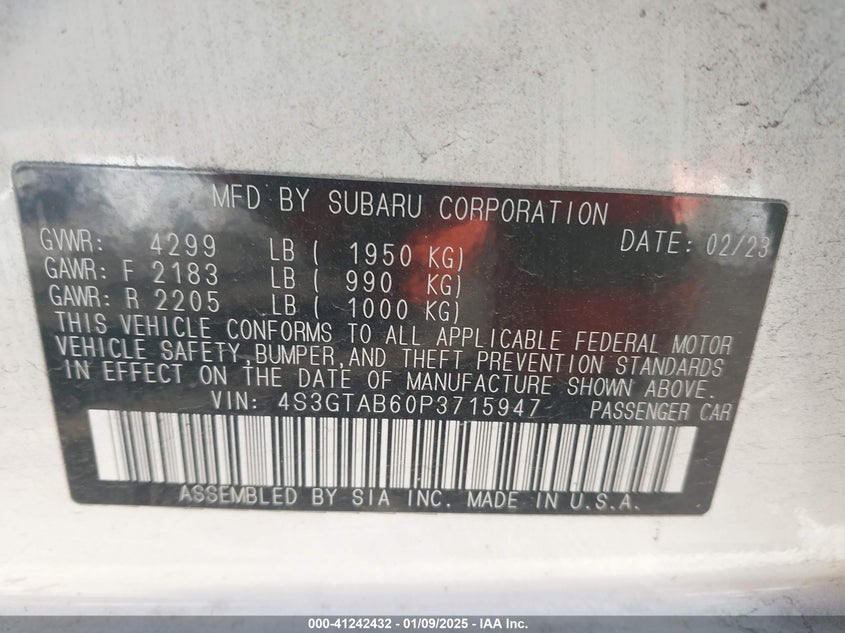 MFD BY SUBARU CORPORATION
GVWR: 4299 LB ( 1950 KG) DATE: 02/23
GAWR: F 2183 LB ( 990 KG)
GAWR: R 2205 LB ( 1000 KG)
THIS VEHICLE CONFORMS TO ALL APPLICABLE FEDERAL MOTOR
VEHICLE SAFETY, BUMPER, AND THEFT PREVENTION STANDARDS
IN EFFECT ON THE DATE OF MANUFACTURE SHOWN ABOVE.
VIN: 4S3GTAB60P3715947 PASSENGER CAR
ASSEMBLED BY SIA INC. MADE IN U.S.A.
000-41242432 - 01/09/2025 - IAA Inc.